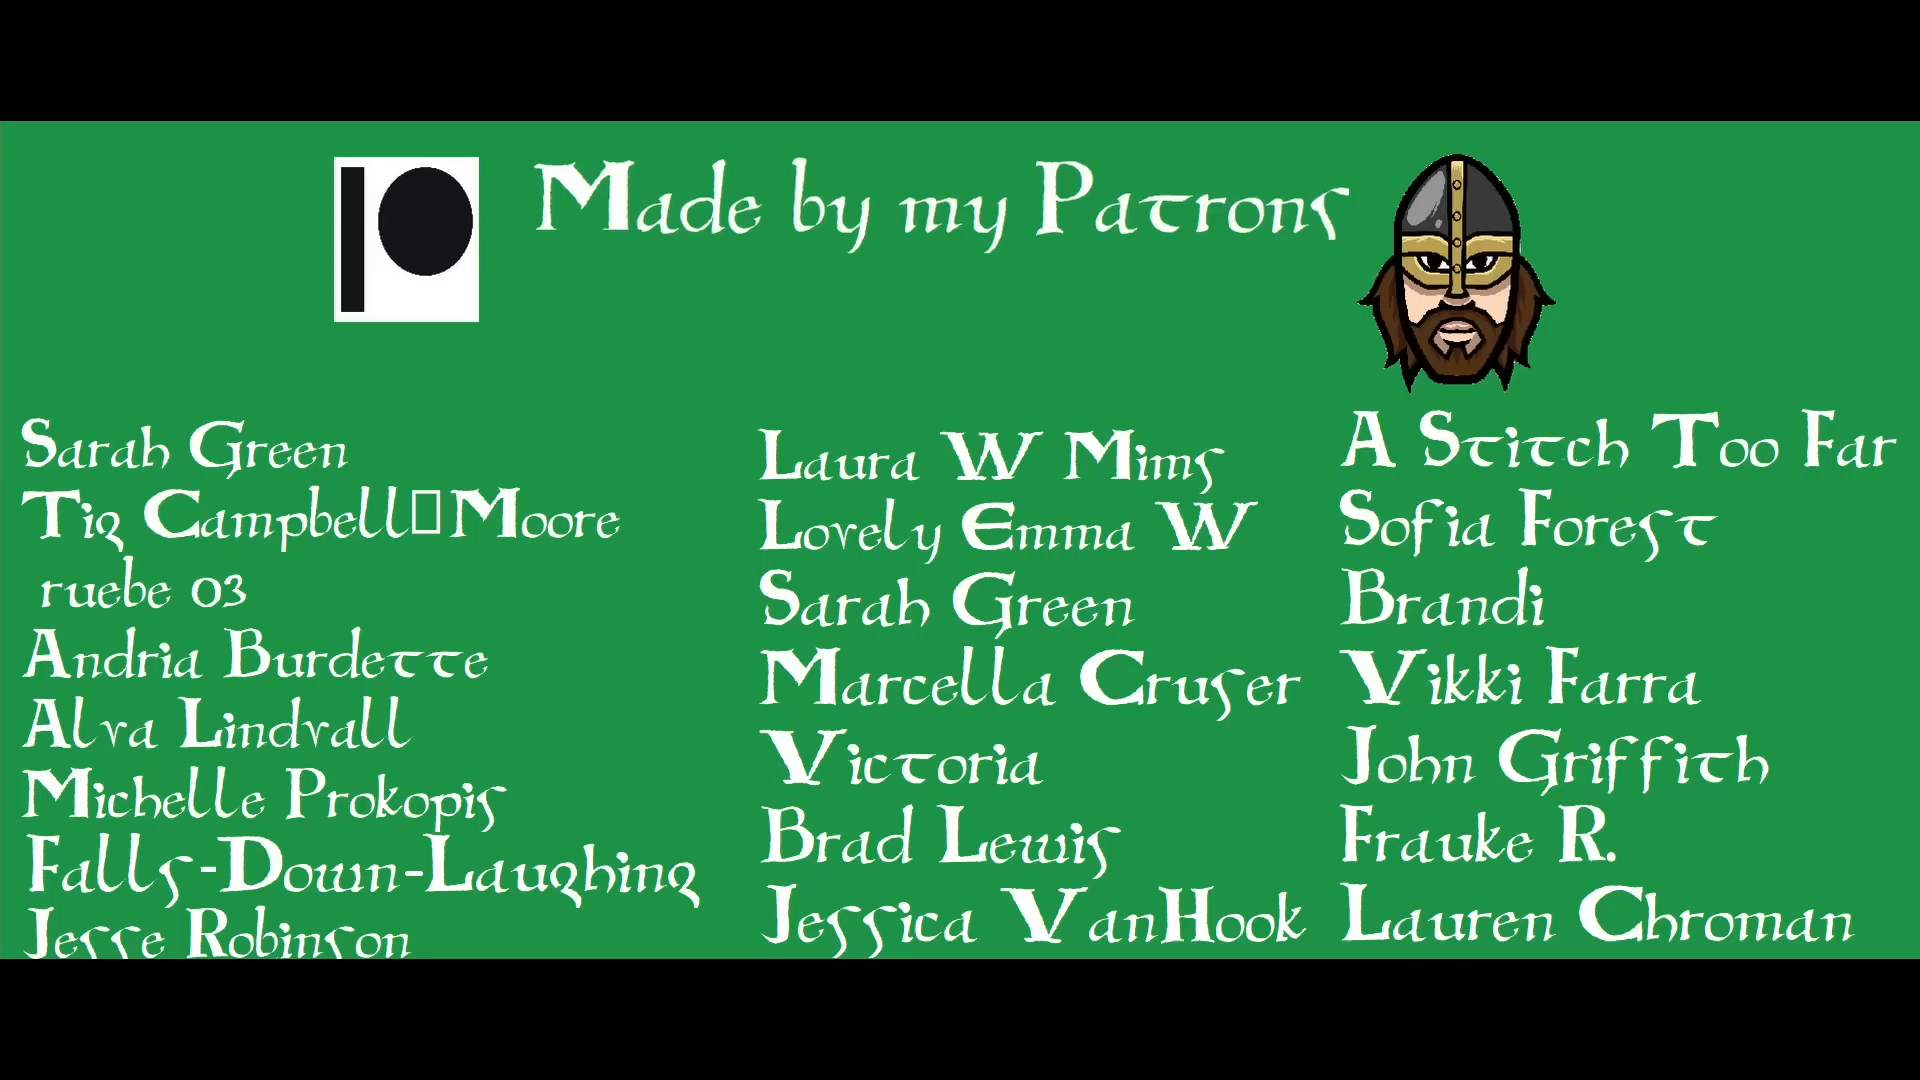 Made by my Patrons
Sarah Green
Tig Campbell□Moore
ruebe 03
Andria Burdette
Alva Lindvall
Michelle Prokopis
Falls-Down-Laughing
Jesse Robinson
Laura W Mims
Lovely Emma W
Sarah Green
Marcella Cruser
Victoria
Brad Lewis
Jessica VanHook
A Stitch Too Far
Sofia Forest
Brandi
Vikki Farra
John Griffith
Frauke R.
Lauren Chroman